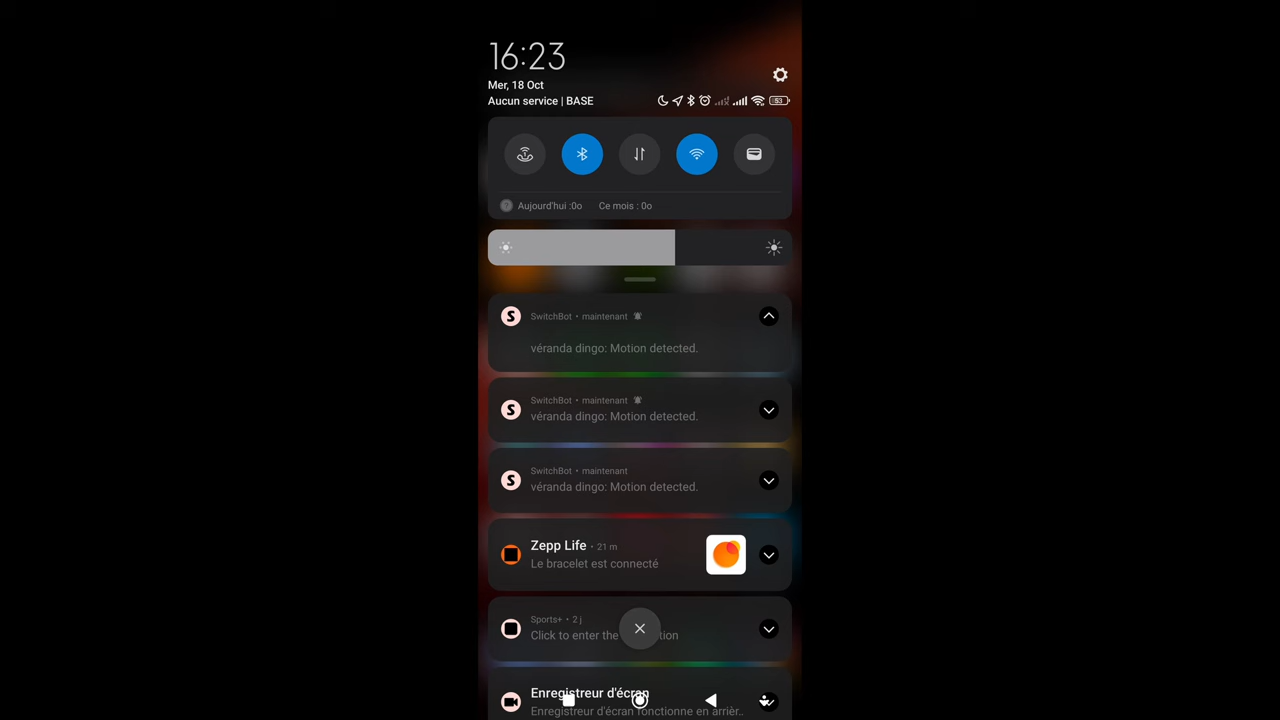 16:23
Mer, 18 Oct
Aucun service | BASE
53
Aujourd'hui :0o Ce mois : 0o
SwitchBot • maintenant
véranda dingo: Motion detected.
SwitchBot • maintenant
véranda dingo: Motion detected.
SwitchBot • maintenant
véranda dingo: Motion detected.
Zepp Life • 21 m
Le bracelet est connecté
Sports+ • 2 j
Click to enter the
Enregistreur d'écran
Enregistreur d'écran fonctionne en arrièr..